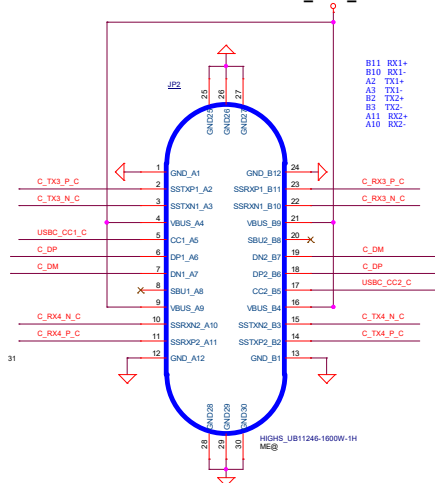 JP2
25
26
27
GND25
GND26
GND27
B11 RX1+
B10 RX1-
A2 TX1+
A3 TX1-
B2 TX2+
B3 TX2-
A11 RX2+
A10 RX2-
1 GND_A1 GND_B12 24
C_TX3_P_C 2 SSTXP1_A2 SSRXP1_B11 23 C_RX3_P_C
C_TX3_N_C 3 SSTXN1_A3 SSRXN1_B10 22 C_RX3_N_C
4 VBUS_A4 VBUS_B9 21
USBC_CC1_C 5 CC1_A5 SBU2_B8 20
C_DP 6 DP1_A6 DN2_B7 19 C_DM
C_DM 7 DN1_A7 DP2_B6 18 C_DP
8 SBU1_A8 CC2_B5 17 USBC_CC2_C
9 VBUS_A9 VBUS_B4 16
C_RX4_N_C 10 SSRXN2_A10 SSTXN2_B3 15 C_TX4_N_C
C_RX4_P_C 11 SSRXP2_A11 SSTXP2_B2 14 C_TX4_P_C
31 12 GND_A12 GND_B1 13
GND28
GND29
GND30
28
29
30
HIGHS_UB11246-1600W-1H
ME@